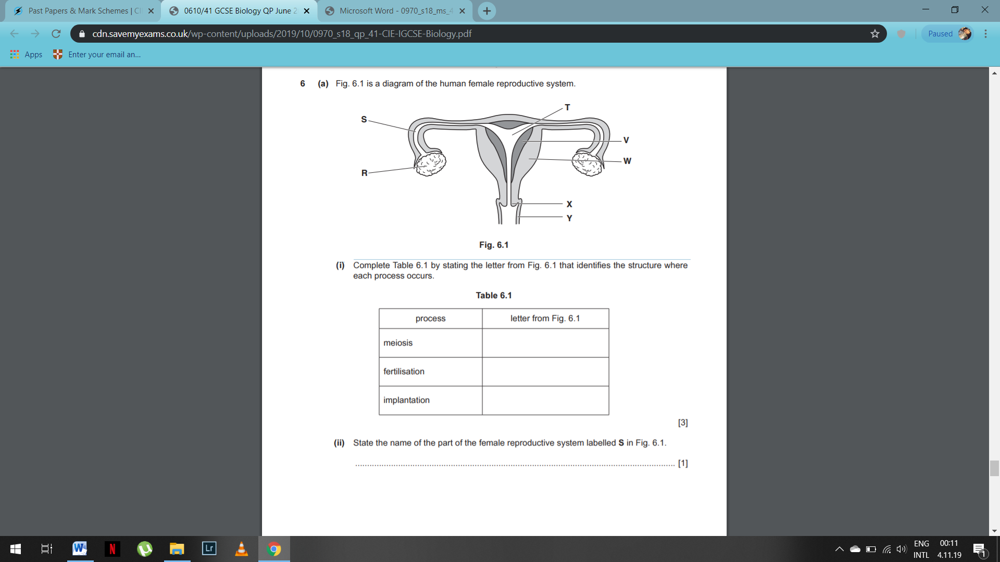 Past Papers & Mark Schemes | CI
0610/41 GCSE Biology QP June 2
Microsoft Word - 0970_s18_ms_4
cdn.savemyexams.co.uk/wp-content/uploads/2019/10/0970_s18_qp_41-CIE-IGCSE-Biology.pdf
Paused
Apps
Enter your email an...
6 (a) Fig. 6.1 is a diagram of the human female reproductive system.
T
S
V
W
R
X
Y
Fig. 6.1
(i) Complete Table 6.1 by stating the letter from Fig. 6.1 that identifies the structure where
each process occurs.
Table 6.1
process letter from Fig. 6.1
meiosis
fertilisation
implantation
[3]
(ii) State the name of the part of the female reproductive system labelled S in Fig. 6.1.
[1]
W
N
Lr
ENG 00:11
INTL 4.11.19
1